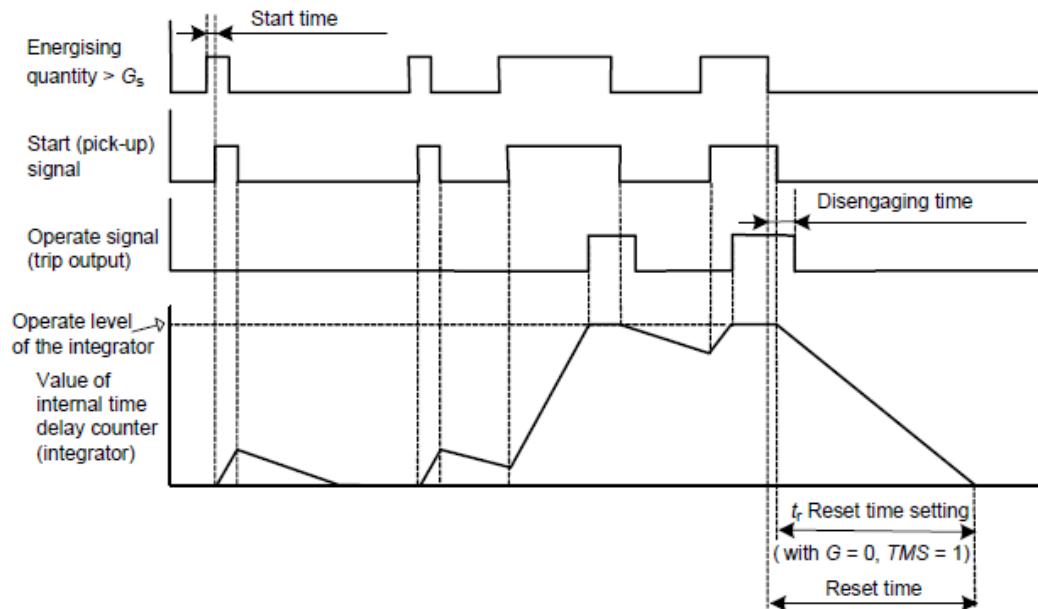 Start time
Energising
quantity > Gs
Start (pick-up)
signal
Disengaging time
Operate signal
(trip output)
Operate level
of the integrator
Value of
internal time
delay counter
(integrator)
tr Reset time setting
( with G = 0, TMS = 1)
Reset time